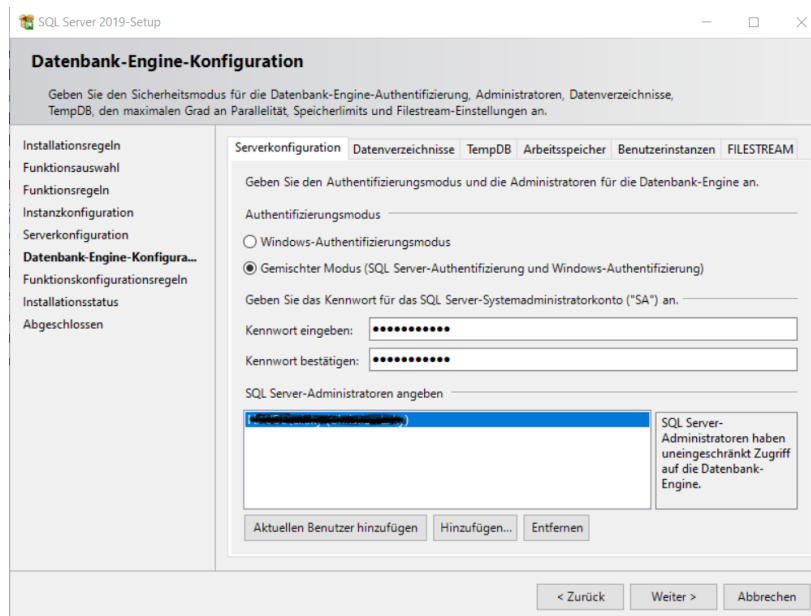 SQL Server 2019-Setup
Datenbank-Engine-Konfiguration
Geben Sie den Sicherheitsmodus für die Datenbank-Engine-Authentifizierung, Administratoren, Datenverzeichnisse,
TempDB, den maximalen Grad an Parallelität, Speicherlimits und Filestream-Einstellungen an.
Installationsregeln
Funktionsauswahl
Funktionsregeln
Instanzkonfiguration
Serverkonfiguration
Datenbank-Engine-Konfigura...
Funktionskonfigurationsregeln
Installationsstatus
Abgeschlossen
Serverkonfiguration Datenverzeichnisse TempDB Arbeitsspeicher Benutzerinstanzen FILESTREAM
Geben Sie den Authentifizierungsmodus und die Administratoren für die Datenbank-Engine an.
Authentifizierungsmodus
Windows-Authentifizierungsmodus
Gemischter Modus (SQL Server-Authentifizierung und Windows-Authentifizierung)
Geben Sie das Kennwort für das SQL Server-Systemadministratorkonto ("SA") an.
Kennwort eingeben: ●●●●●●●●●●●
Kennwort bestätigen: ●●●●●●●●●●●
SQL Server-Administratoren angeben
SQL Server-
Administratoren haben
uneingeschränkt Zugriff
auf die Datenbank-
Engine.
Aktuellen Benutzer hinzufügen Hinzufügen... Entfernen
< Zurück Weiter > Abbrechen